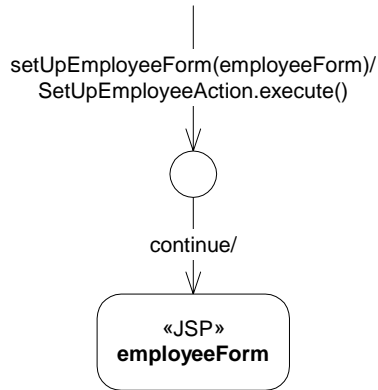 setUpEmployeeForm(employeeForm)/
SetUpEmployeeAction.execute()
continue/
«JSP»
employeeForm